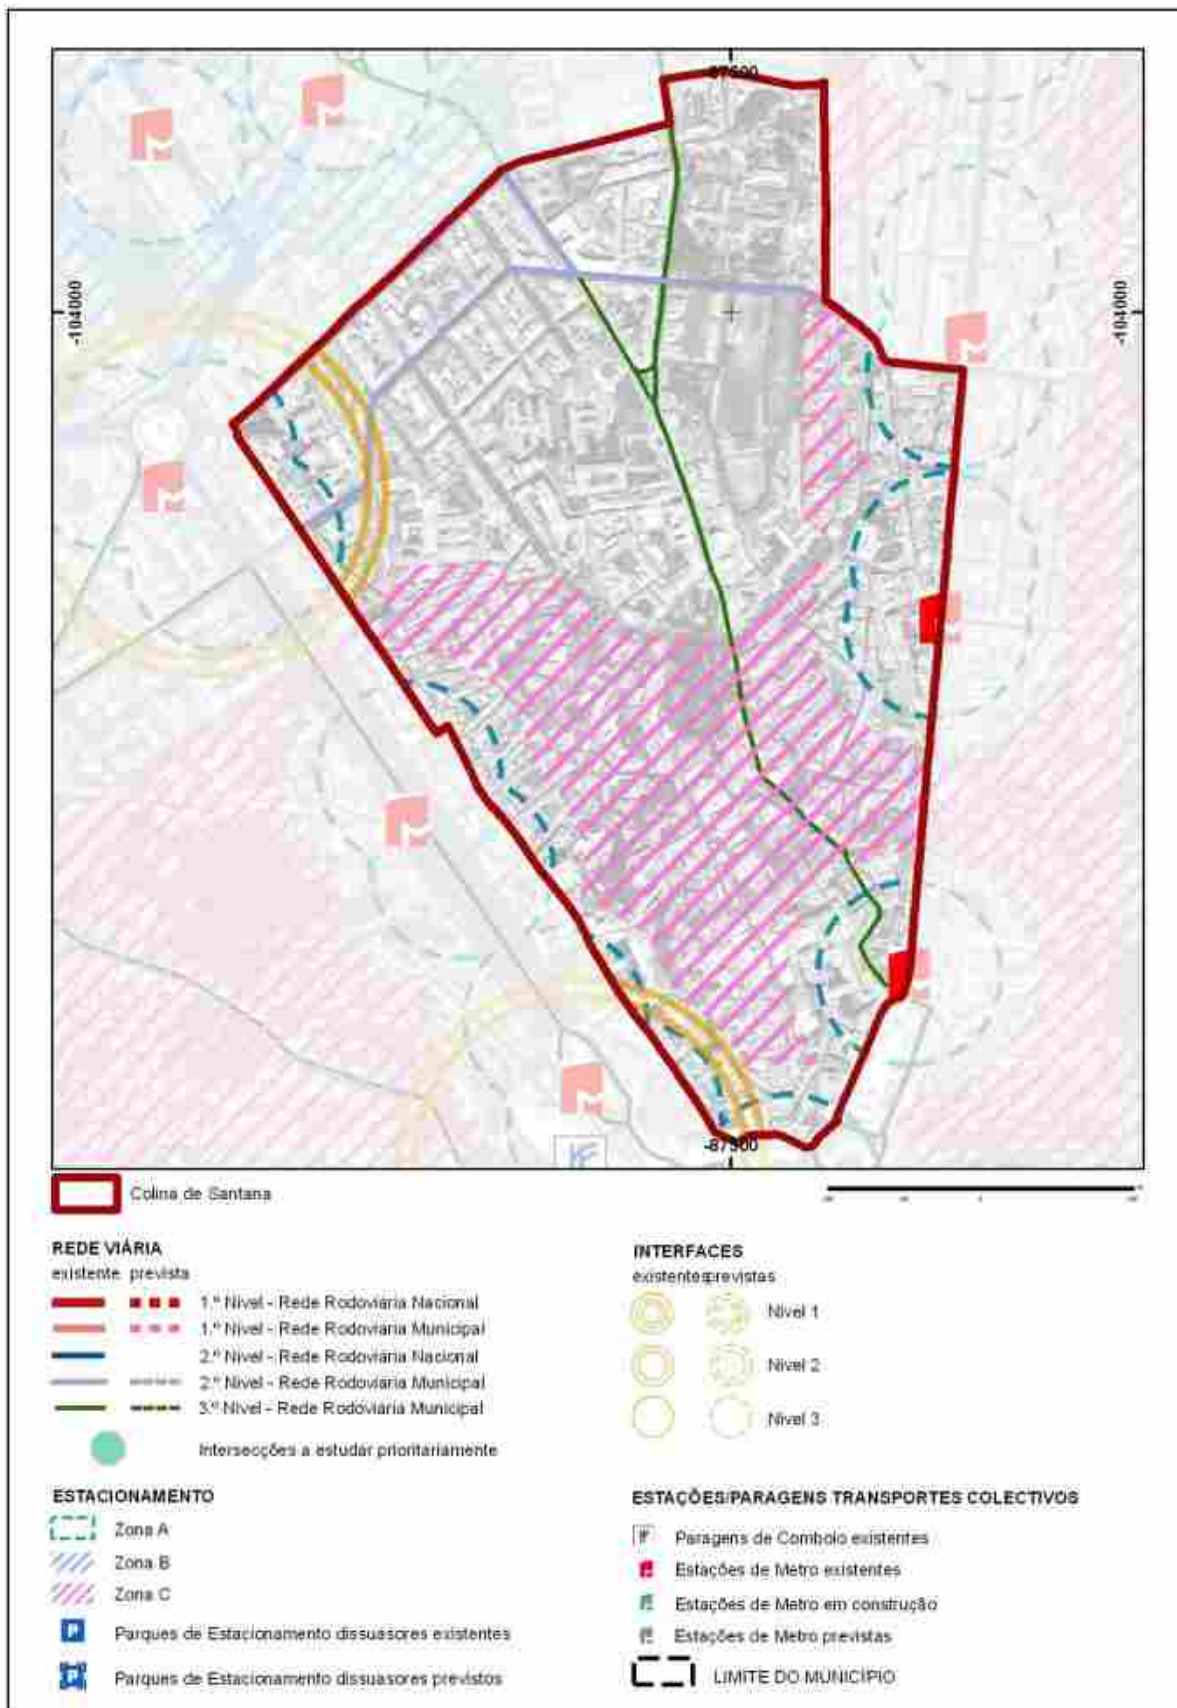 -104000
-104000
-87500
Colina de Santana
REDE VIÁRIA
existente prevista
1.º Nível - Rede Rodoviária Nacional
1.º Nível - Rede Rodoviária Municipal
2.º Nível - Rede Rodoviária Nacional
2.º Nível - Rede Rodoviária Municipal
3.º Nível - Rede Rodoviária Municipal
Intersecções a estudar prioritariamente
ESTACIONAMENTO
Zona A
Zona B
Zona C
P Parques de Estacionamento dissuasores existentes
P Parques de Estacionamento dissuasores previstos
INTERFACES
existentes previstas
Nível 1
Nível 2
Nível 3
ESTAÇÕES/PARAGENS TRANSPORTES COLECTIVOS
Paragens de Comboio existentes
Estações de Metro existentes
Estações de Metro em construção
Estações de Metro previstas
LIMITE DO MUNICÍPIO